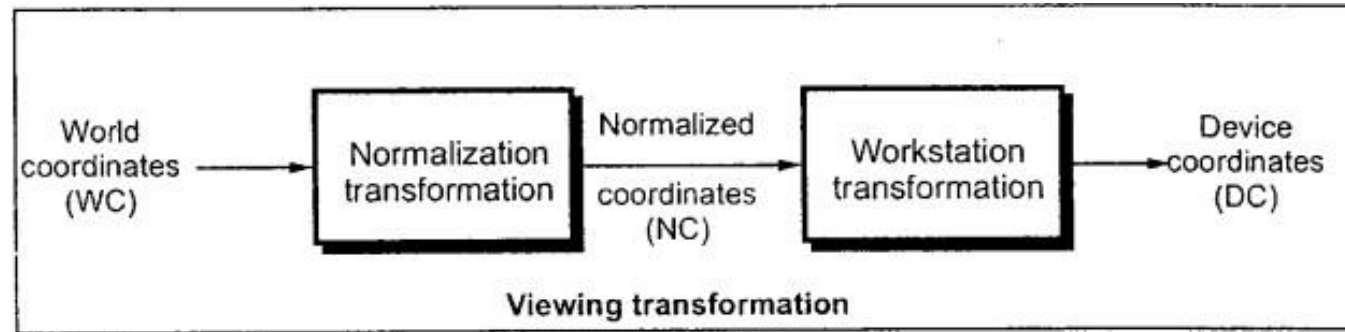 World
coordinates
(WC)
Normalization
transformation
Normalized
coordinates
(NC)
Workstation
transformation
Device
coordinates
(DC)
Viewing transformation